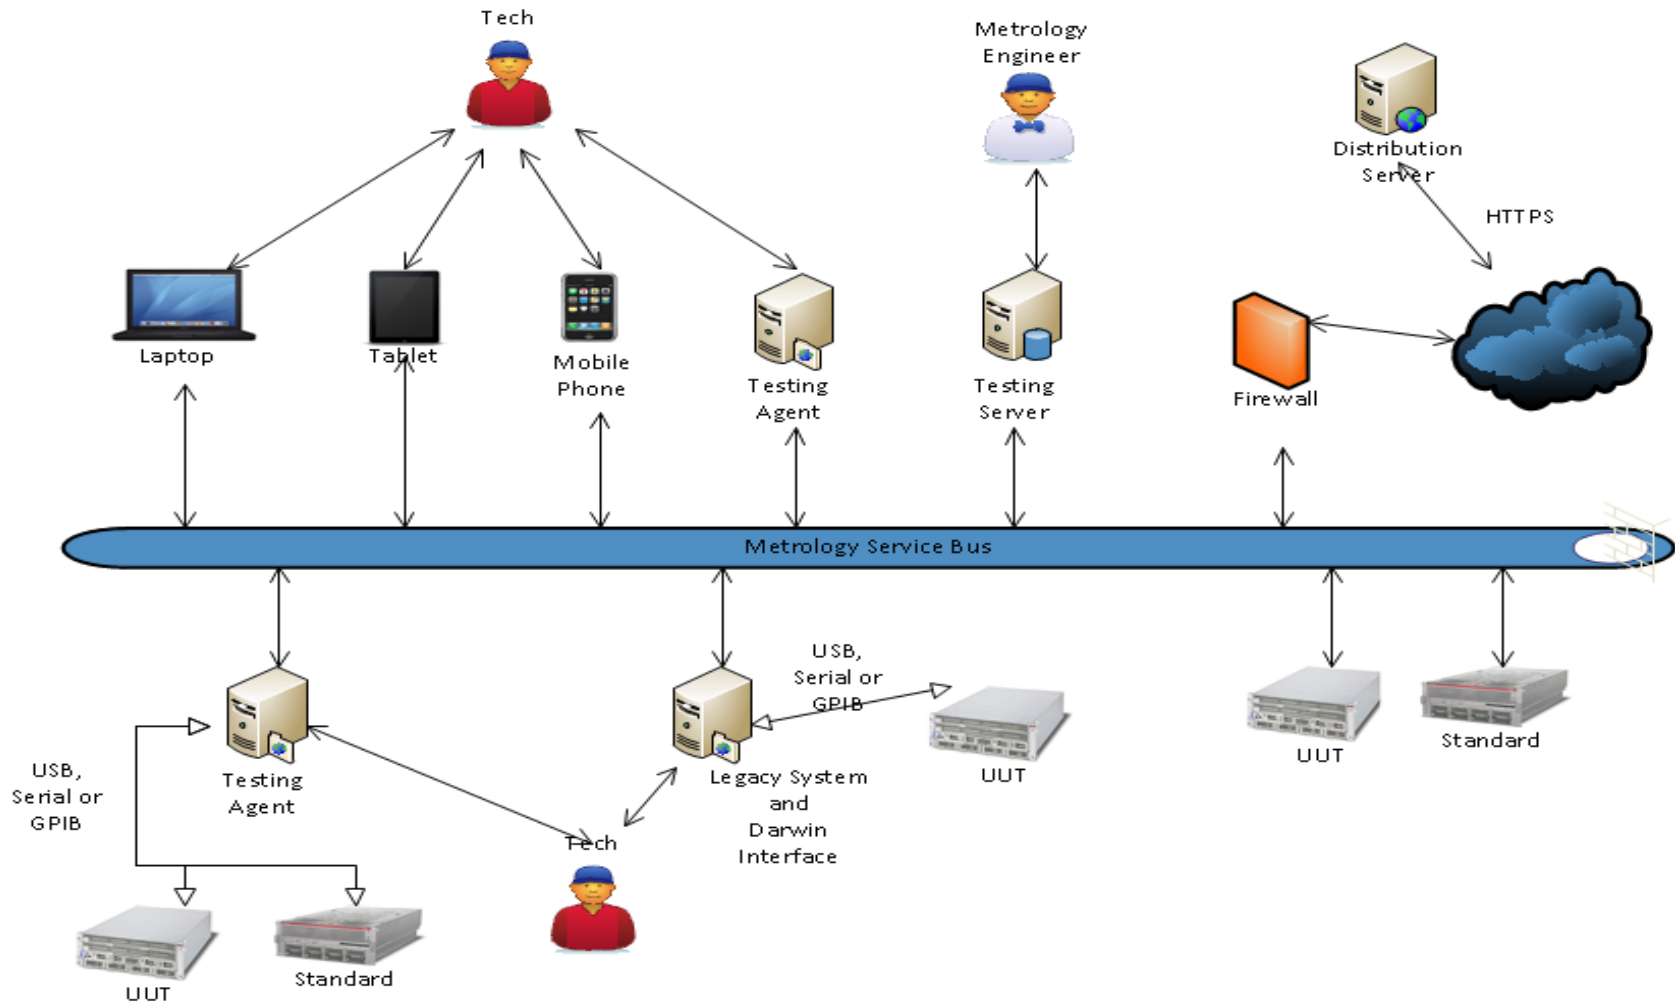 Tech
Metrology
Engineer
Distribution
Server
HTTPS
Laptop
Tablet
Mobile
Phone
Testing
Agent
Testing
Server
Firewall
Metrology Service Bus
USB,
Serial or
GPIB
Testing
Agent
USB,
Serial or
GPIB
Legacy System
and
Darwin
Interface
UUT
UUT
Standard
Tech
UUT
Standard